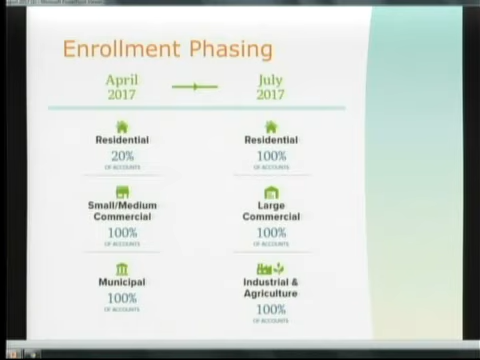 Enrollment Phasing
April
2017
July
2017
Residential
20%
OF ACCOUNTS
Residential
100%
OF ACCOUNTS
Small/Medium
Commercial
100%
OF ACCOUNTS
Large
Commercial
100%
OF ACCOUNTS
Municipal
100%
OF ACCOUNTS
Industrial &
Agriculture
100%
OF ACCOUNTS